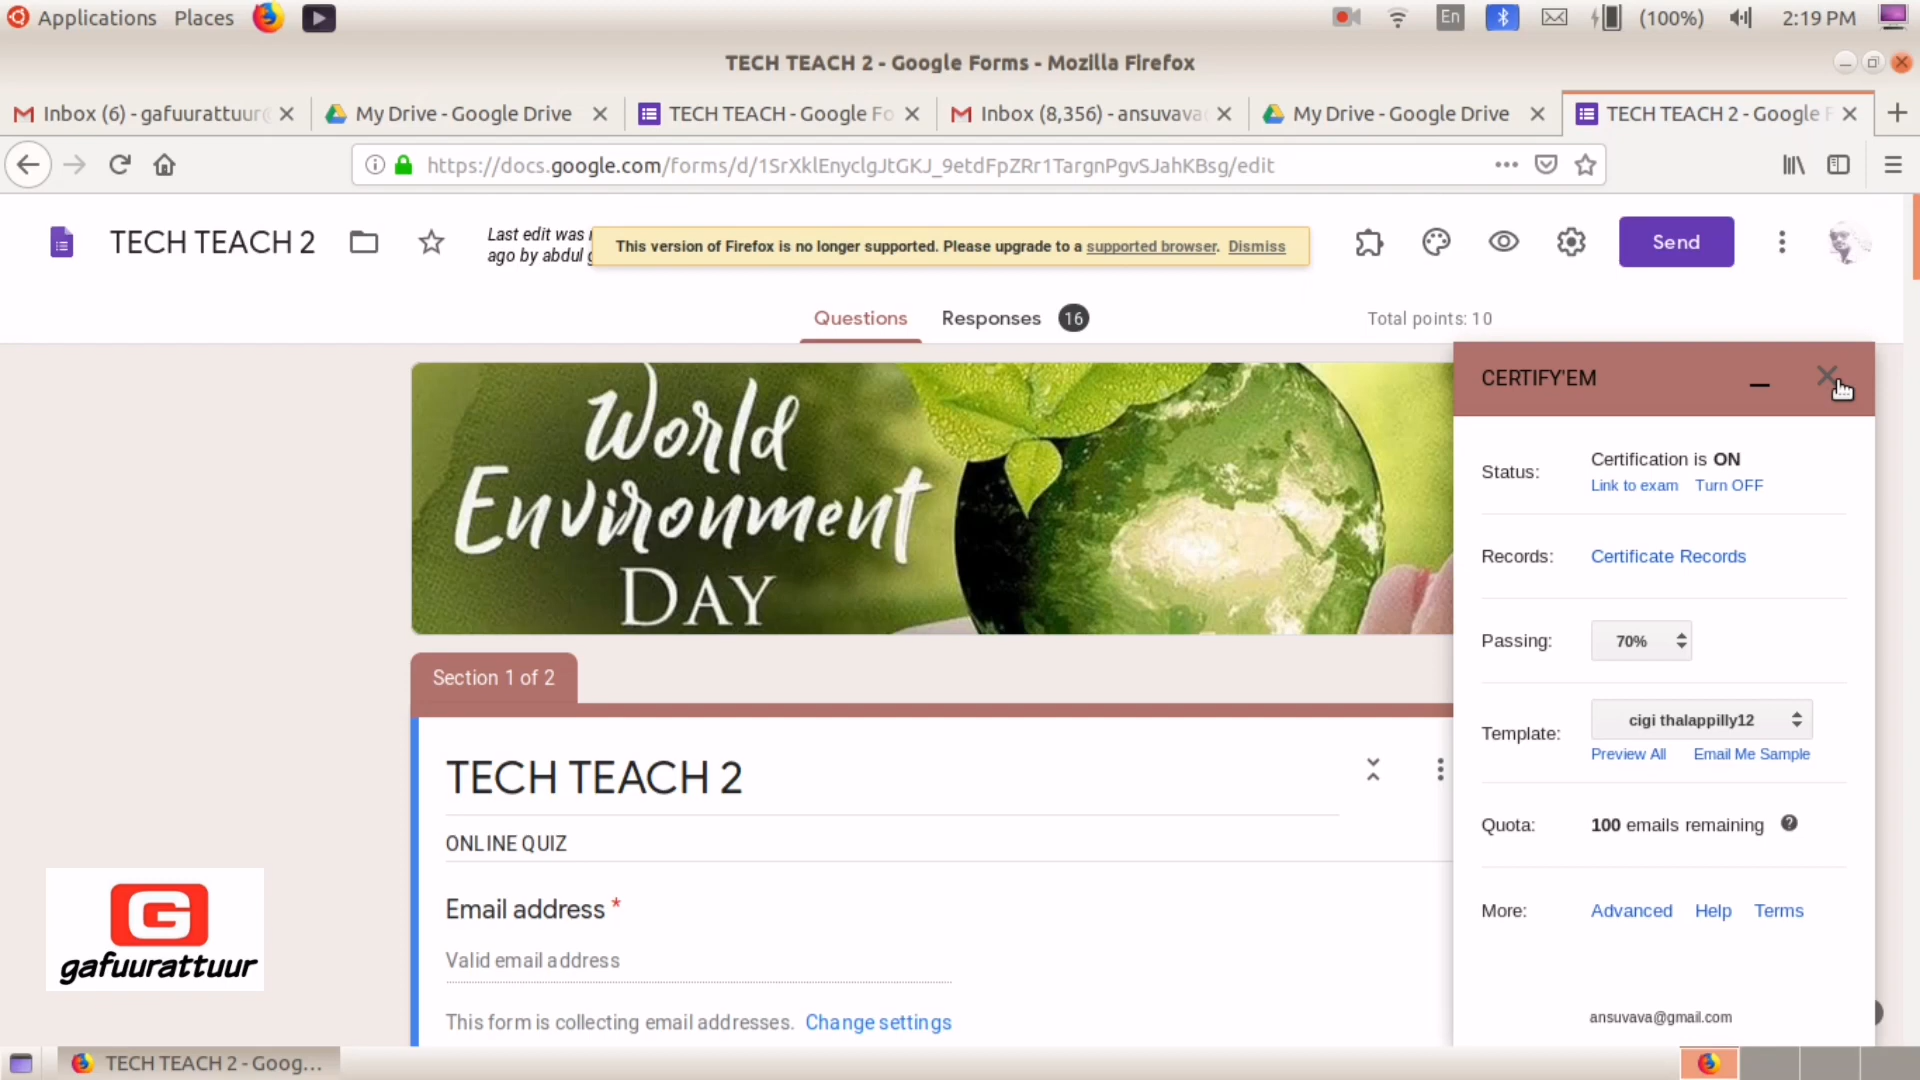 Applications Places En (100%) 2:19 PM
TECH TEACH 2 - Google Forms - Mozilla Firefox
Inbox (6) - gafuurattuur@
My Drive - Google Drive
TECH TEACH - Google Fo
Inbox (8,356) - ansuvava
My Drive - Google Drive
TECH TEACH 2 - Google F
https://docs.google.com/forms/d/1SrXklEnyclgJtGKJ_9etdFpZRr1TargnPgvSJahKBsg/edit
TECH TEACH 2
Last edit was
ago by abdul g
This version of Firefox is no longer supported. Please upgrade to a supported browser. Dismiss
Send
Questions Responses 16 Total points: 10
World
Environment
DAY
Section 1 of 2
TECH TEACH 2
ONLINE QUIZ
Email address *
Valid email address
This form is collecting email addresses. Change settings
CERTIFY'EM
Status: Certification is ON
Link to exam Turn OFF
Records: Certificate Records
Passing: 70%
Template: cigi thalappilly12
Preview All Email Me Sample
Quota: 100 emails remaining
More: Advanced Help Terms
ansuvava@gmail.com
G
gafuurattuur
TECH TEACH 2 - Goog...